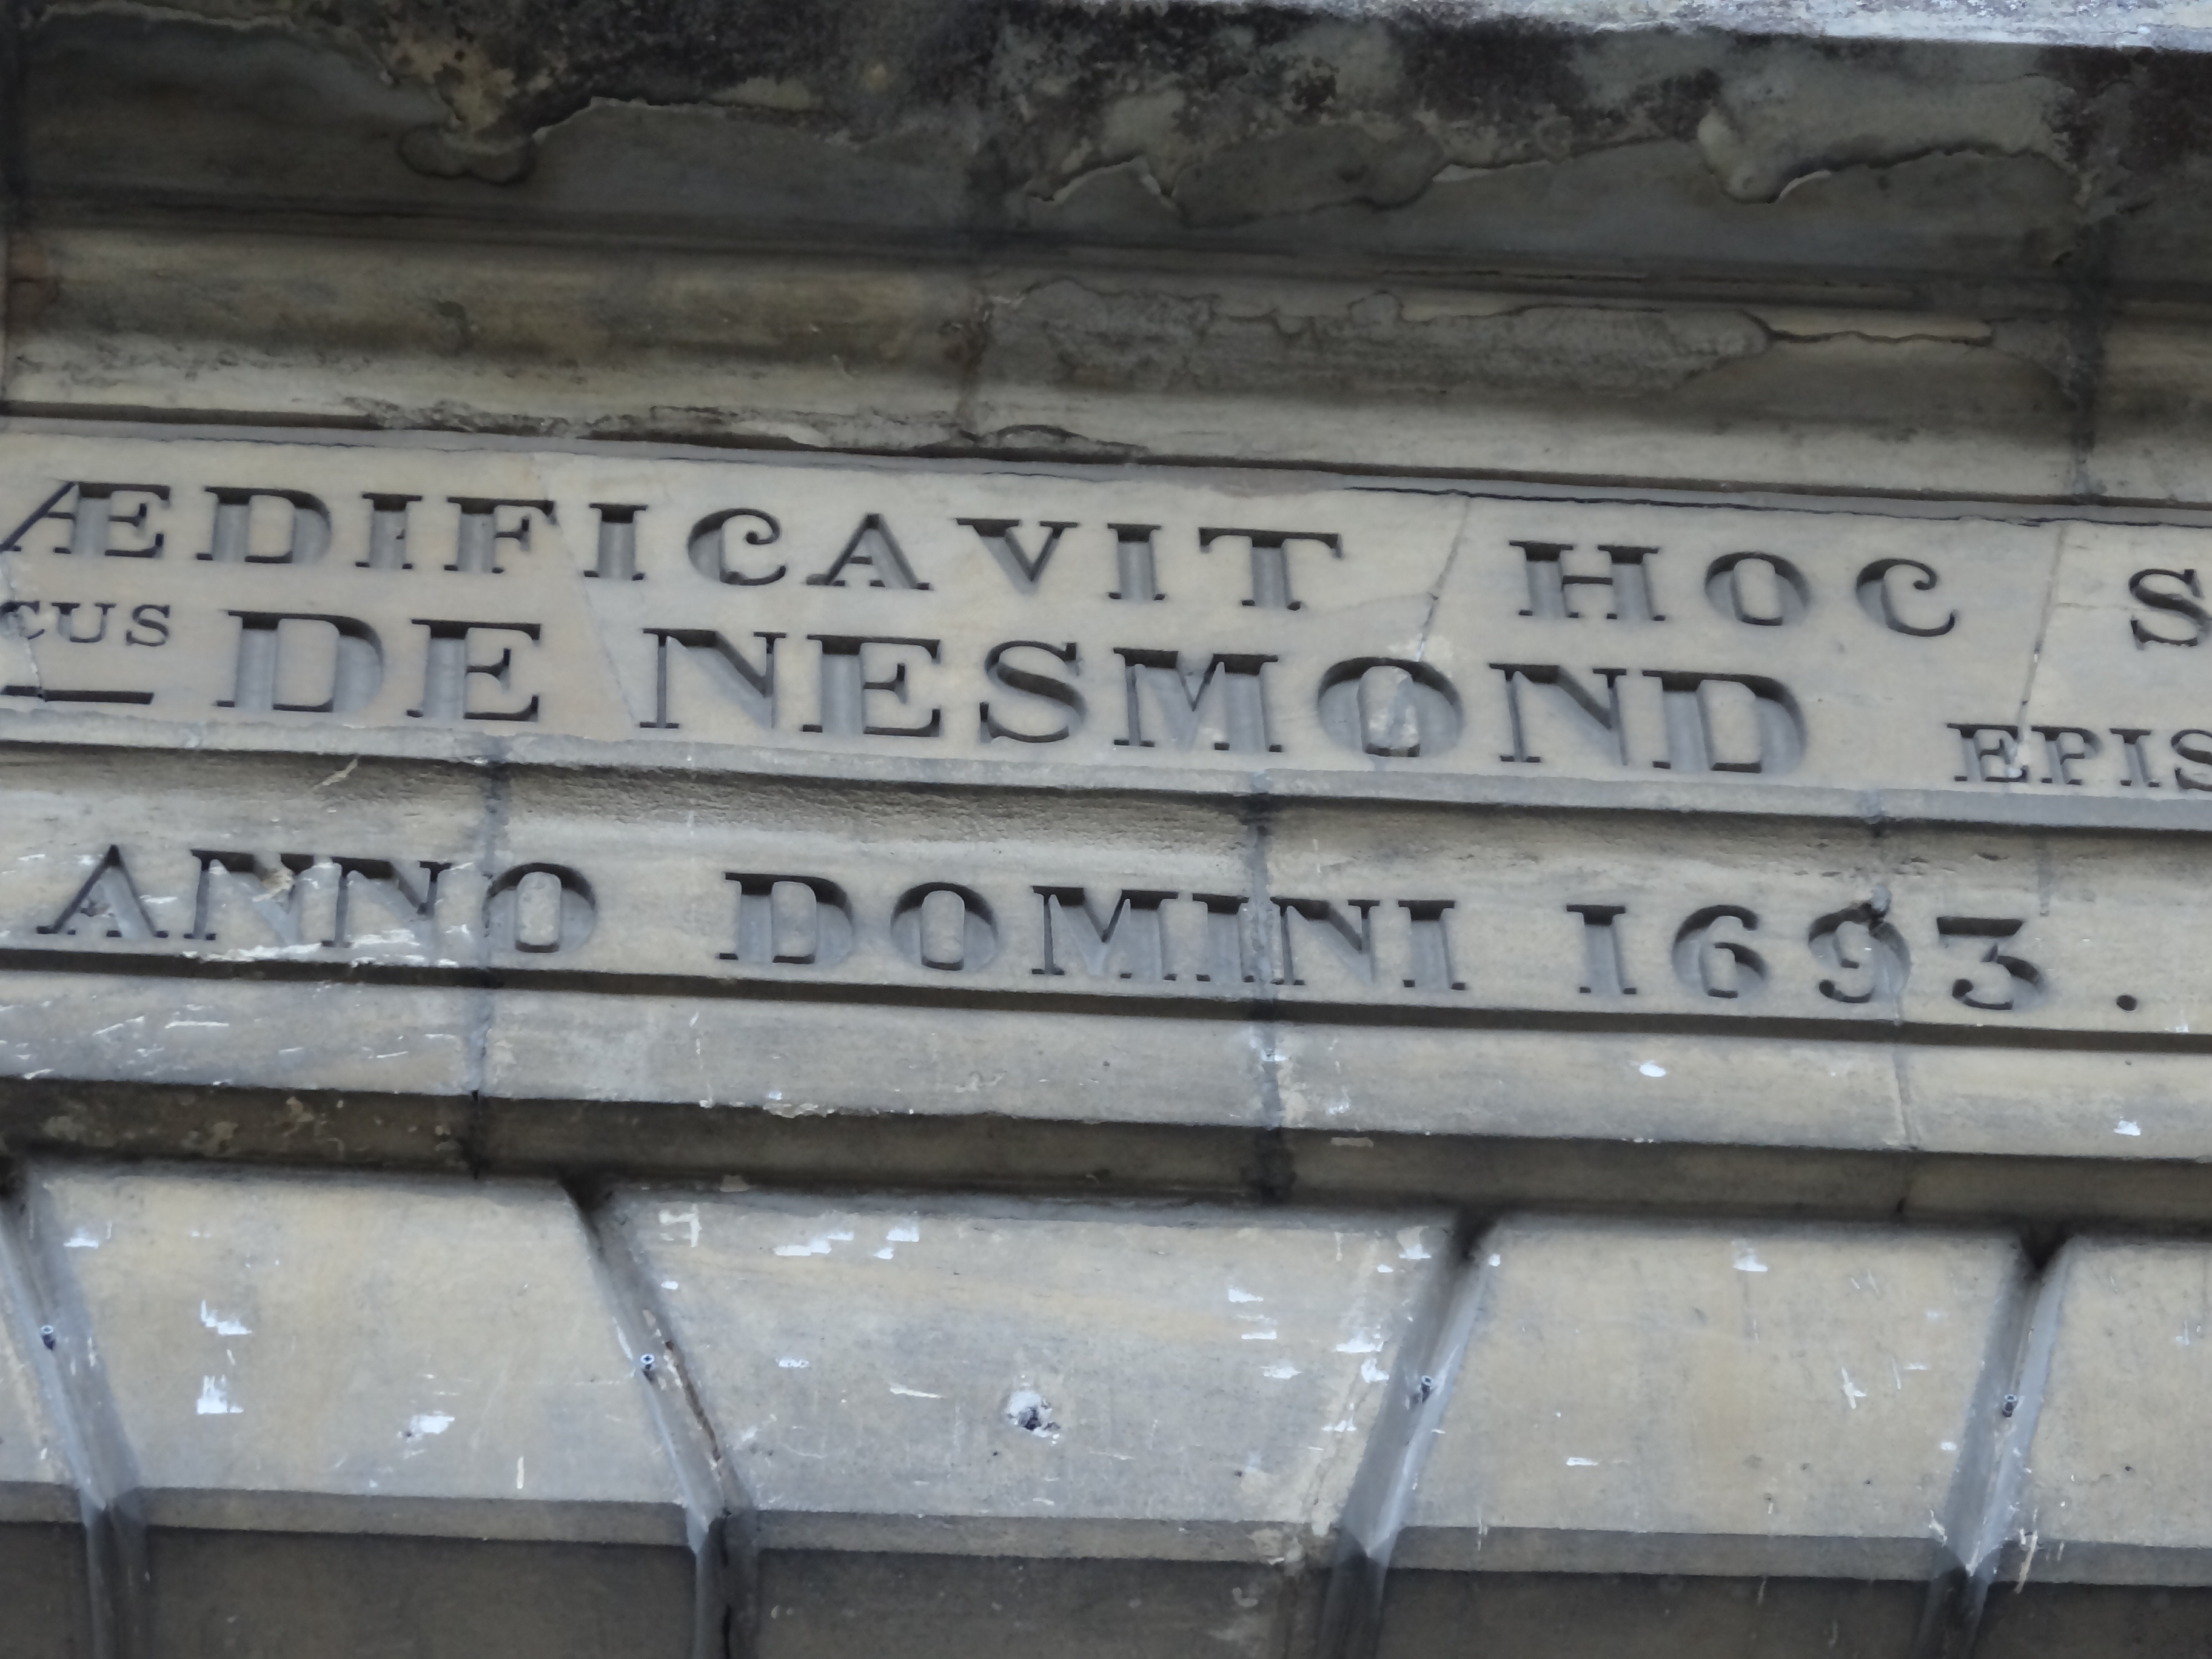 ÆDIFICAVIT HOC S
CUS DE NESMOND EPIS
ANNO DOMINI 1693.